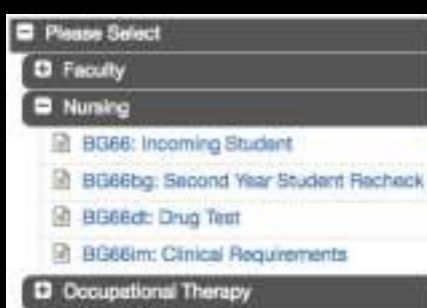 Please Select
Faculty
Nursing
BG66: Incoming Student
BG66bg: Second Year Student Recheck
BG66dt: Drug Test
BG66im: Clinical Requirements
Occupational Therapy